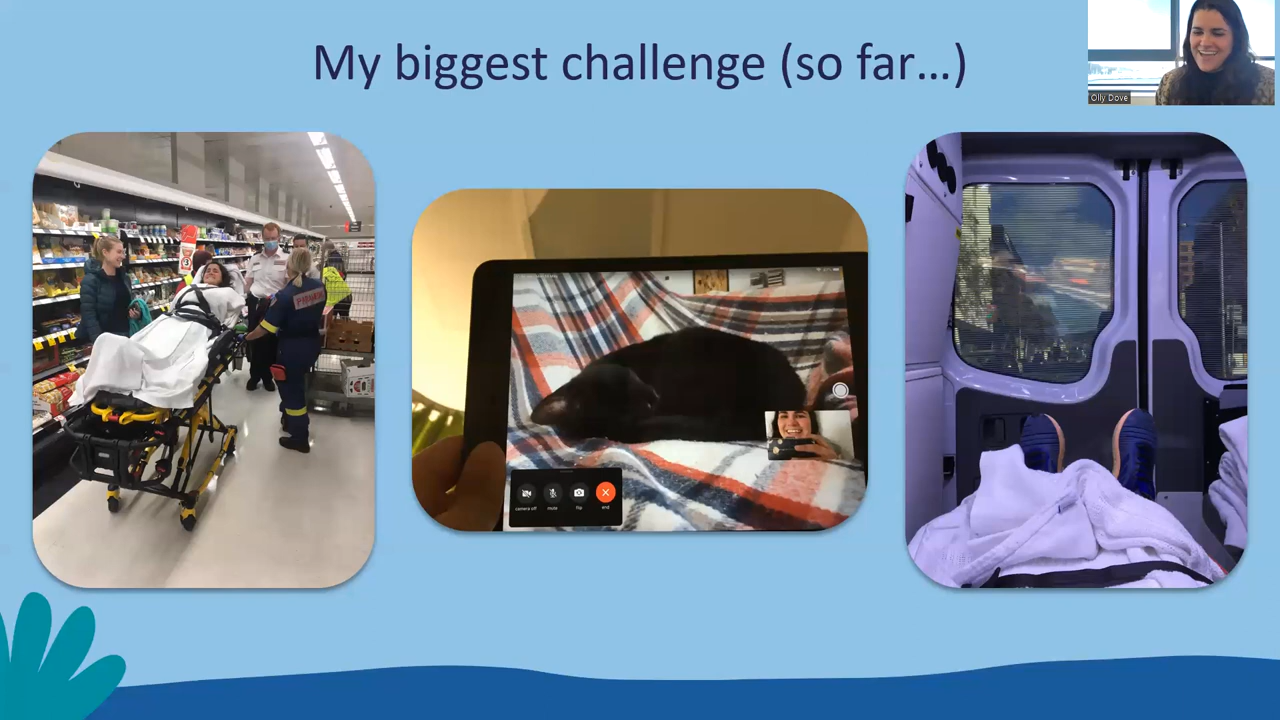 My biggest challenge (so far…)
Olly Dove
PARAMEDIC
camera off
mute
flip
end